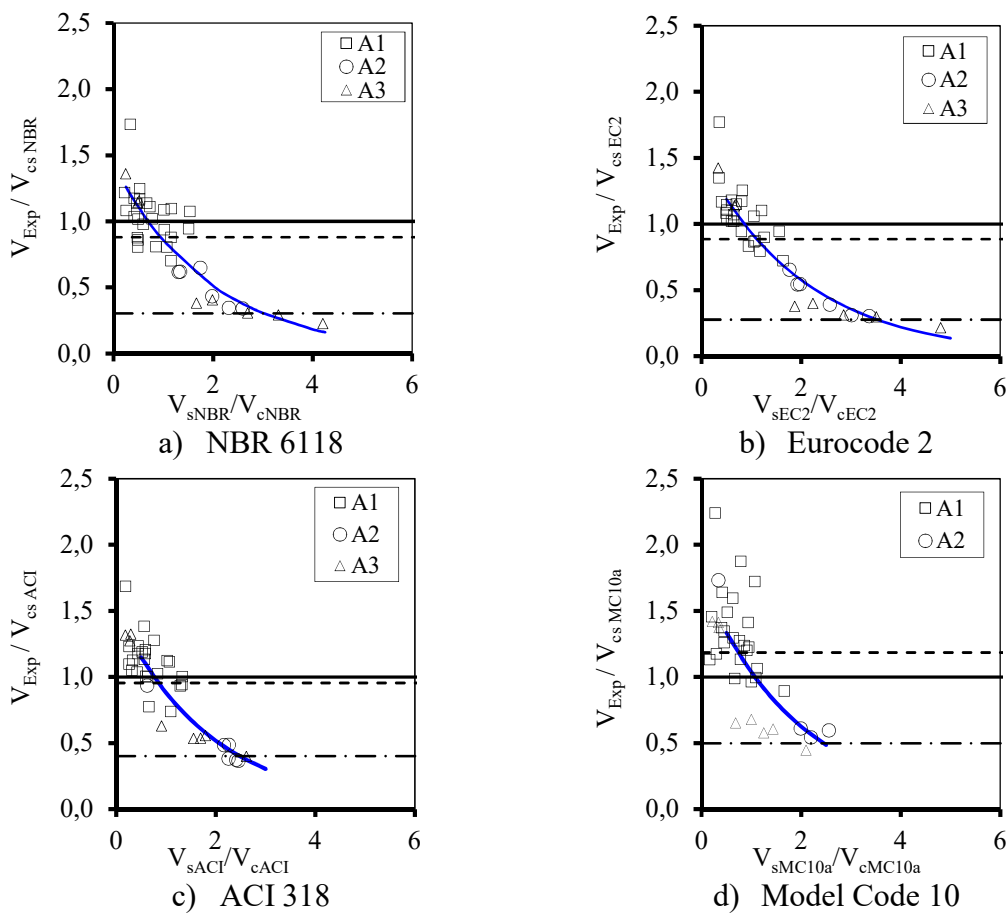 2,5
2,0
1,5
1,0
0,5
0,0
V_Exp / V_cs NBR
A1
A2
A3
0 2 4 6
V_sNBR/V_cNBR
a) NBR 6118
2,5
2,0
1,5
1,0
0,5
0,0
V_Exp / V_cs EC2
A1
A2
A3
0 2 4 6
V_sEC2/V_cEC2
b) Eurocode 2
2,5
2,0
1,5
1,0
0,5
0,0
V_Exp / V_cs ACI
A1
A2
A3
0 2 4 6
V_sACI/V_cACI
c) ACI 318
2,5
2,0
1,5
1,0
0,5
0,0
V_Exp / V_cs MC10a
A1
A2
0 2 4 6
V_sMC10a/V_cMC10a
d) Model Code 10